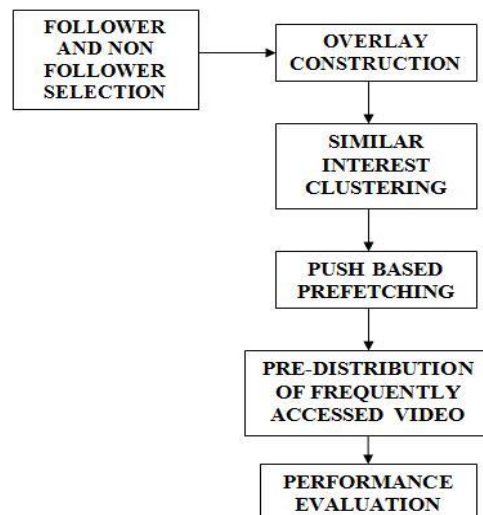 FOLLOWER
AND NON
FOLLOWER
SELECTION
OVERLAY
CONSTRUCTION
SIMILAR
INTEREST
CLUSTERING
PUSH BASED
PREFETCHING
PRE-DISTRIBUTION
OF FREQUENTLY
ACCESSED VIDEO
PERFORMANCE
EVALUATION